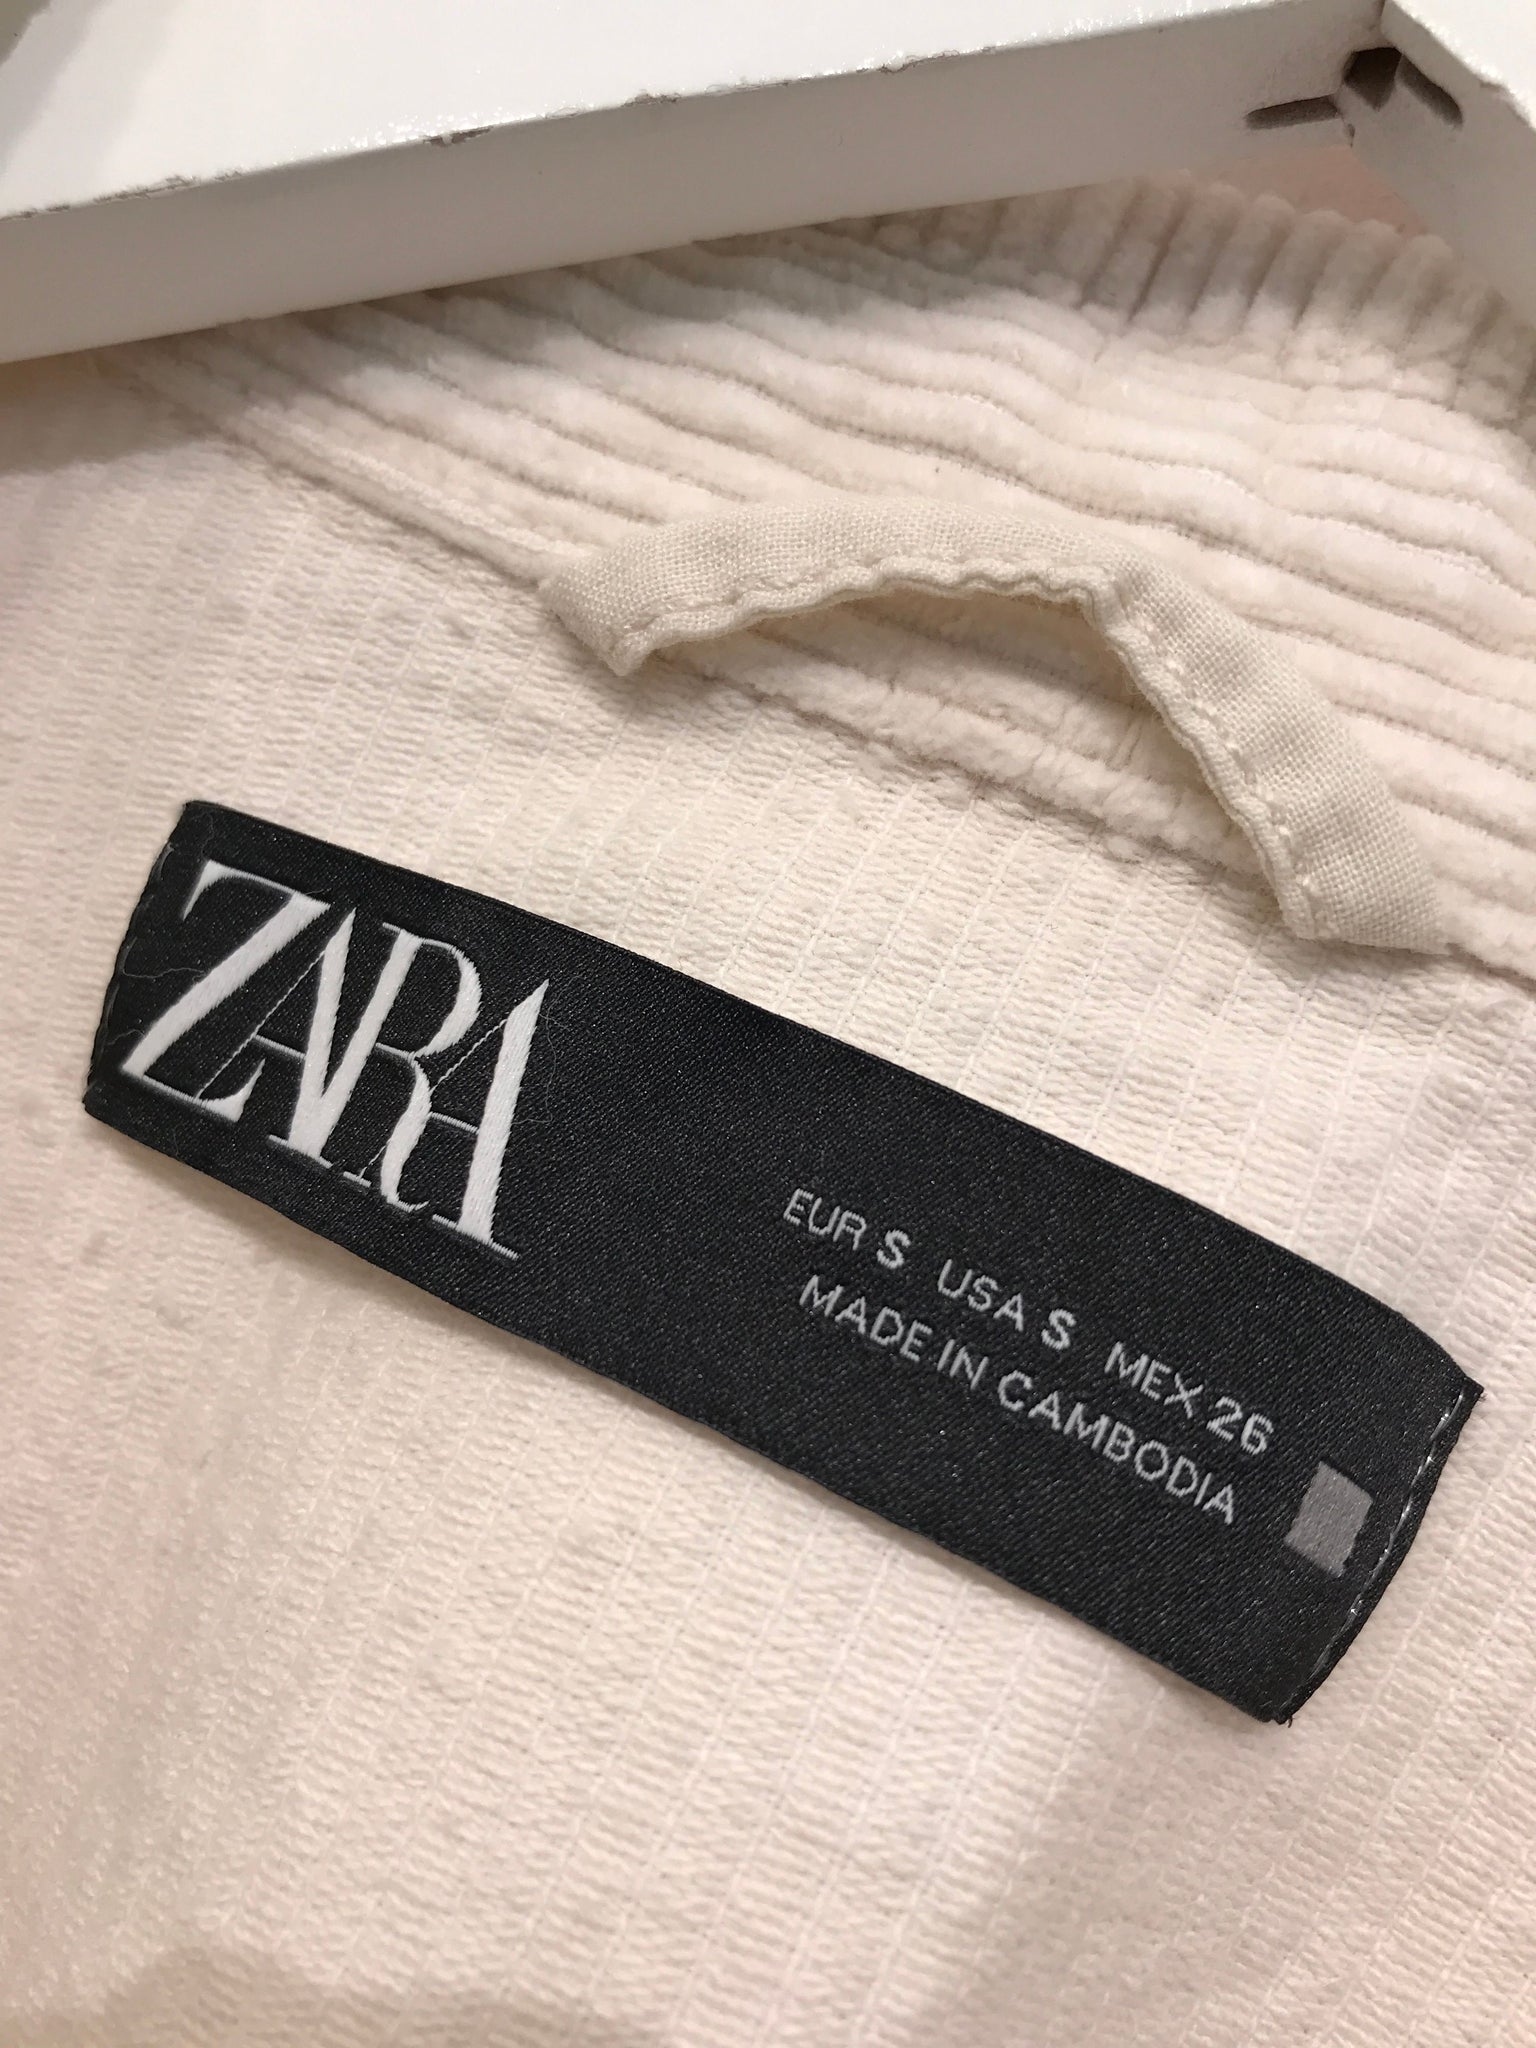 ZARA
EUR S USA S MEX 26
MADE IN CAMBODIA